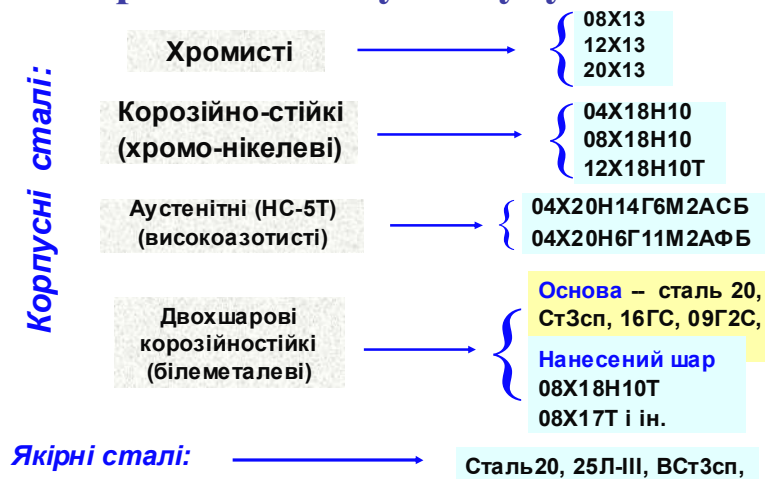 Корпусні сталі:
Хромисті
08Х13
12Х13
20Х13
Корозійно-стійкі
(хромо-нікелеві)
04Х18Н10
08Х18Н10
12Х18Н10Т
Аустенітні (НС-5Т)
(високоазотисті)
04Х20Н14Г6М2АСБ
04Х20Н6Г11М2АФБ
Двохшарові
корозійностійкі
(білеметалеві)
Основа – сталь 20,
Ст3сп, 16ГС, 09Г2С,
Нанесений шар
08Х18Н10Т
08Х17Т і ін.
Якірні сталі:
Сталь20, 25Л-ІІІ, ВСт3сп,